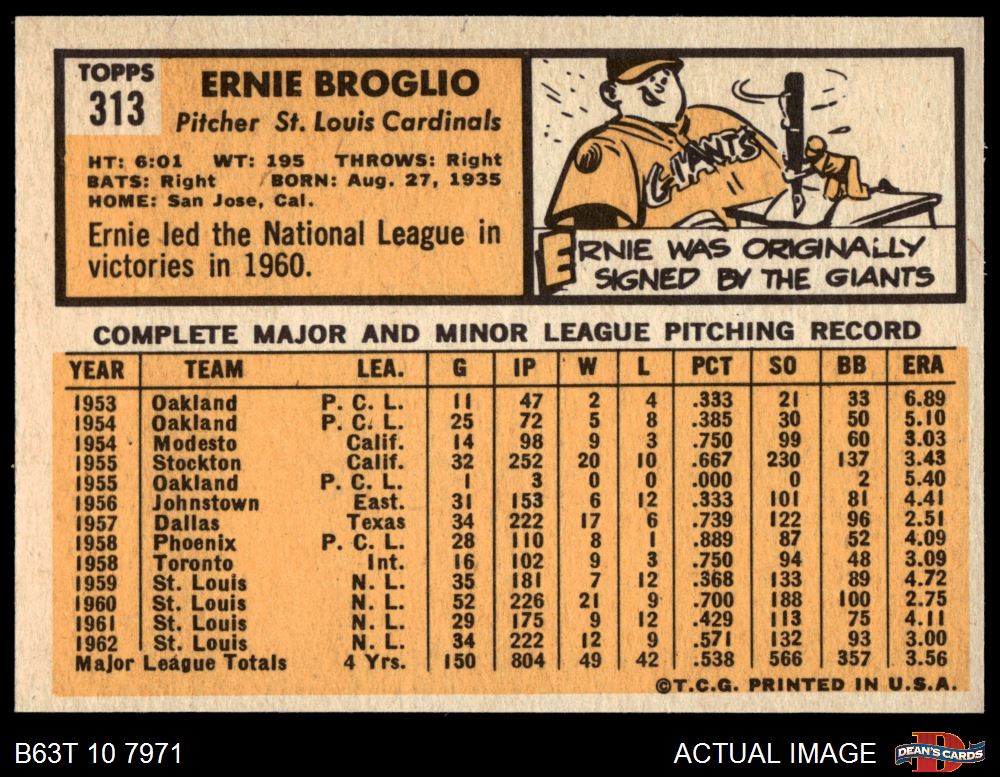 TOPPS
313
ERNIE BROGLIO
Pitcher St. Louis Cardinals
HT: 6:01 WT: 195 THROWS: Right
BATS: Right BORN: Aug. 27, 1935
HOME: San Jose, Cal.
Ernie led the National League in
victories in 1960.
GIANTS
ERNIE WAS ORIGINALLY
SIGNED BY THE GIANTS
COMPLETE MAJOR AND MINOR LEAGUE PITCHING RECORD
YEAR TEAM LEA. G IP W L PCT SO BB ERA
1953 Oakland P. C. L. 11 47 2 4 .333 21 33 6.89
1954 Oakland P. C. L. 25 72 5 8 .385 30 50 5.10
1954 Modesto Calif. 14 98 9 3 .750 99 60 3.03
1955 Stockton Calif. 32 252 20 10 .667 230 137 3.43
1955 Oakland P. C. L. 1 3 0 0 .000 0 2 5.40
1956 Johnstown East. 31 153 6 12 .333 101 81 4.41
1957 Dallas Texas 34 222 17 6 .739 122 96 2.51
1958 Phoenix P. C. L. 28 110 8 1 .889 87 52 4.09
1958 Toronto Int. 16 102 9 3 .750 94 48 3.09
1959 St. Louis N. L. 35 181 7 12 .368 133 89 4.72
1960 St. Louis N. L. 52 226 21 9 .700 188 100 2.75
1961 St. Louis N. L. 29 175 9 12 .429 113 75 4.11
1962 St. Louis N. L. 34 222 12 9 .571 132 93 3.00
Major League Totals 4 Yrs. 150 804 49 42 .538 566 357 3.56
©T.C.G. PRINTED IN U.S.A.
B63T 10 7971 ACTUAL IMAGE DEAN'S CARDS